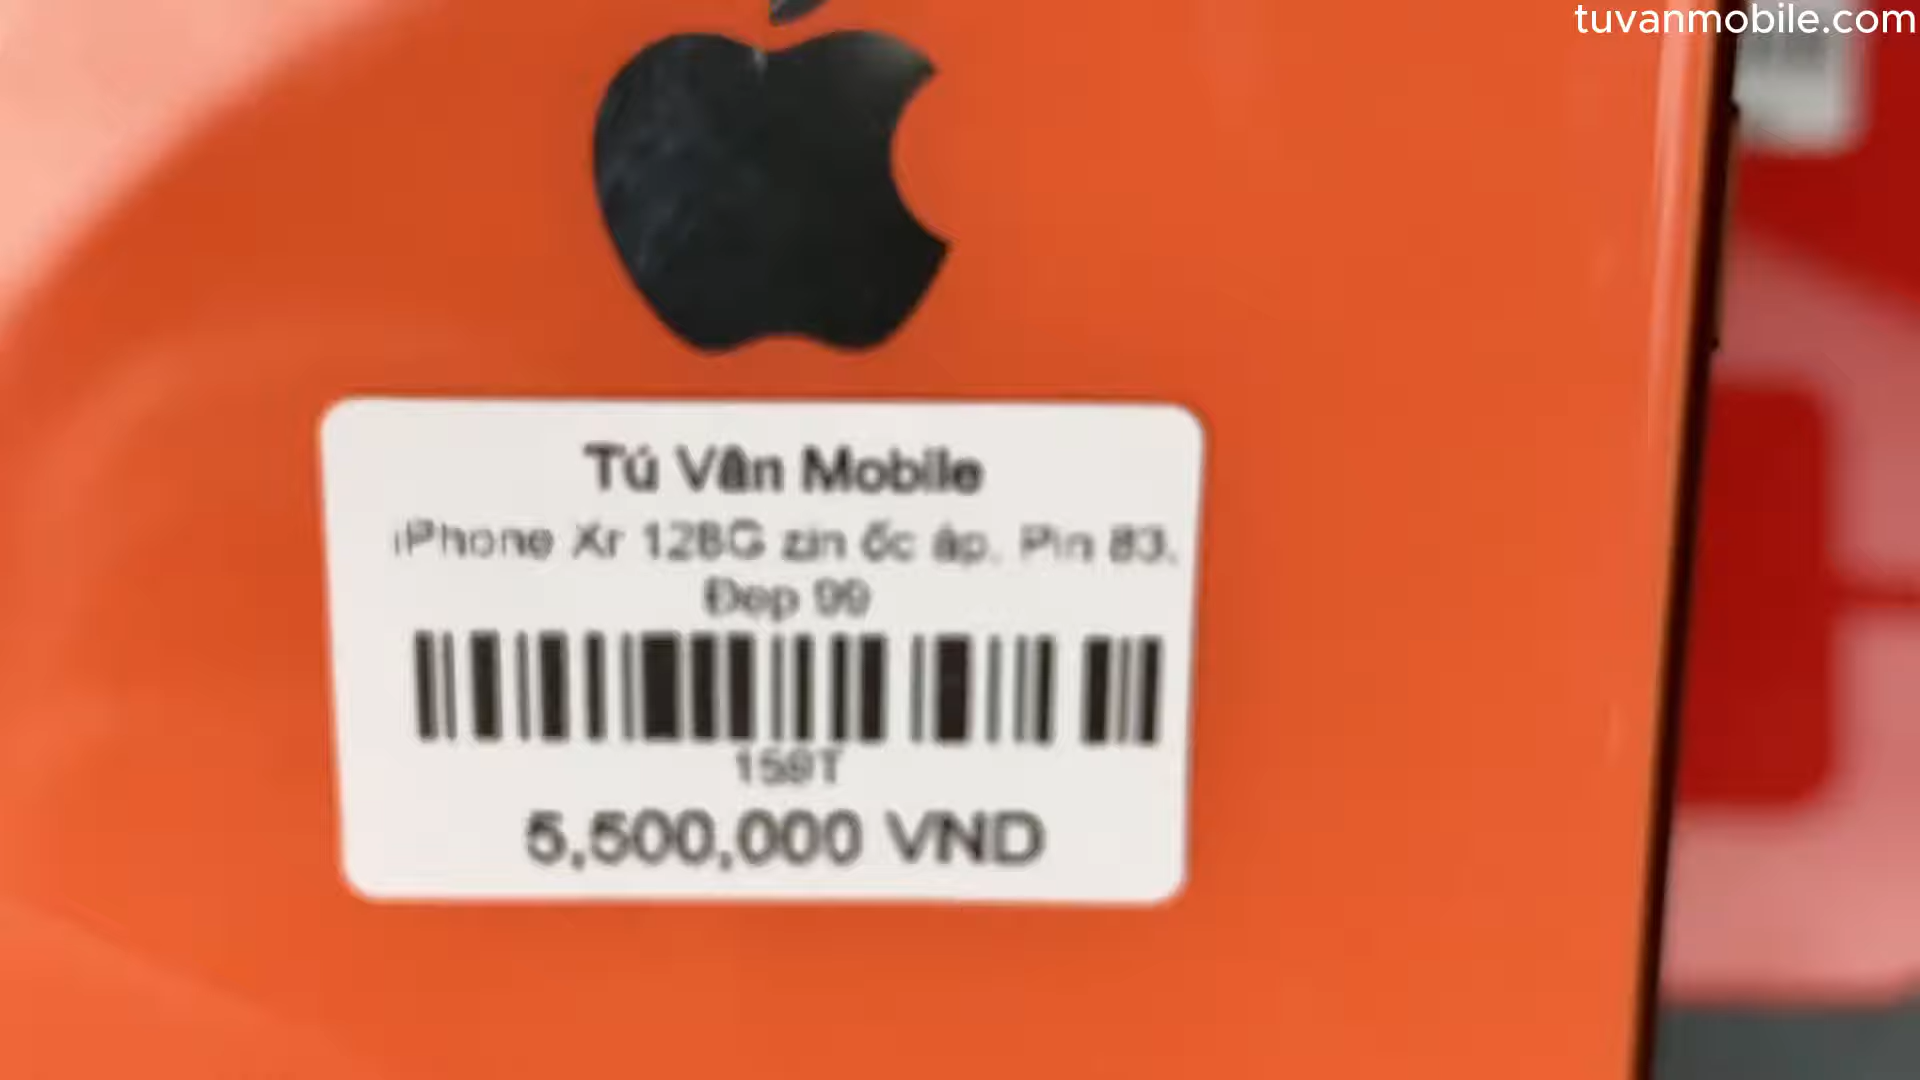 tuvanmobile.com
Tú Vân Mobile
iPhone Xr 128G zin ốc áp. Pin 83.
Đẹp 99
159T
5,500,000 VND